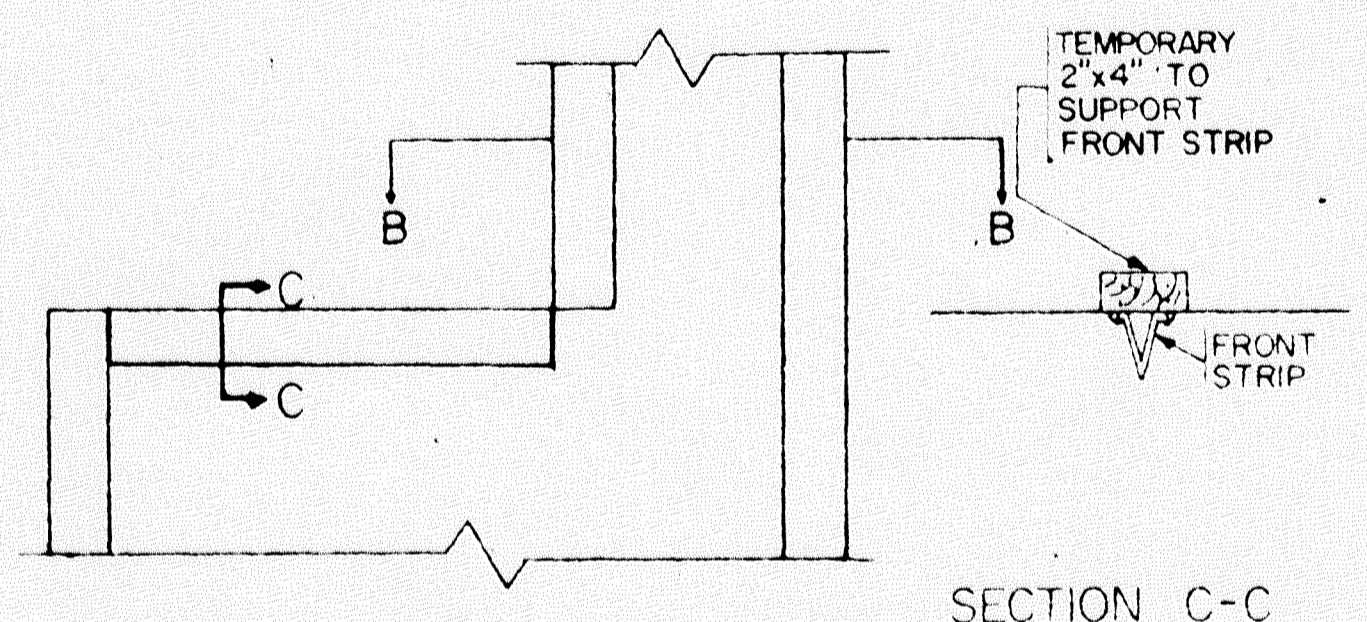 TEMPORARY
2"x4" TO
SUPPORT
FRONT STRIP
B
B
C
C
FRONT
STRIP
SECTION C-C